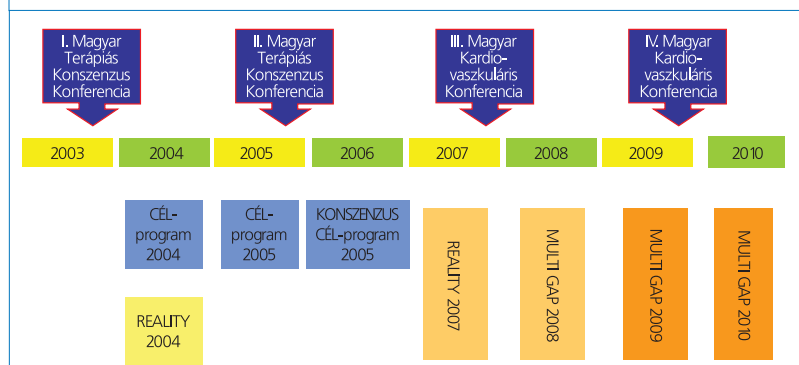 I. Magyar
Terápiás
Konszenzus
Konferencia
II. Magyar
Terápiás
Konszenzus
Konferencia
III. Magyar
Kardio-
vaszkuláris
Konferencia
IV. Magyar
Kardio-
vaszkuláris
Konferencia
2003
2004
2005
2006
2007
2008
2009
2010
CÉL-
program
2004
CÉL-
program
2005
KONSZENZUS
CÉL-program
2005
REALITY 2007
MULTI GAP 2008
MULTI GAP 2009
MULTI GAP 2010
REALITY
2004